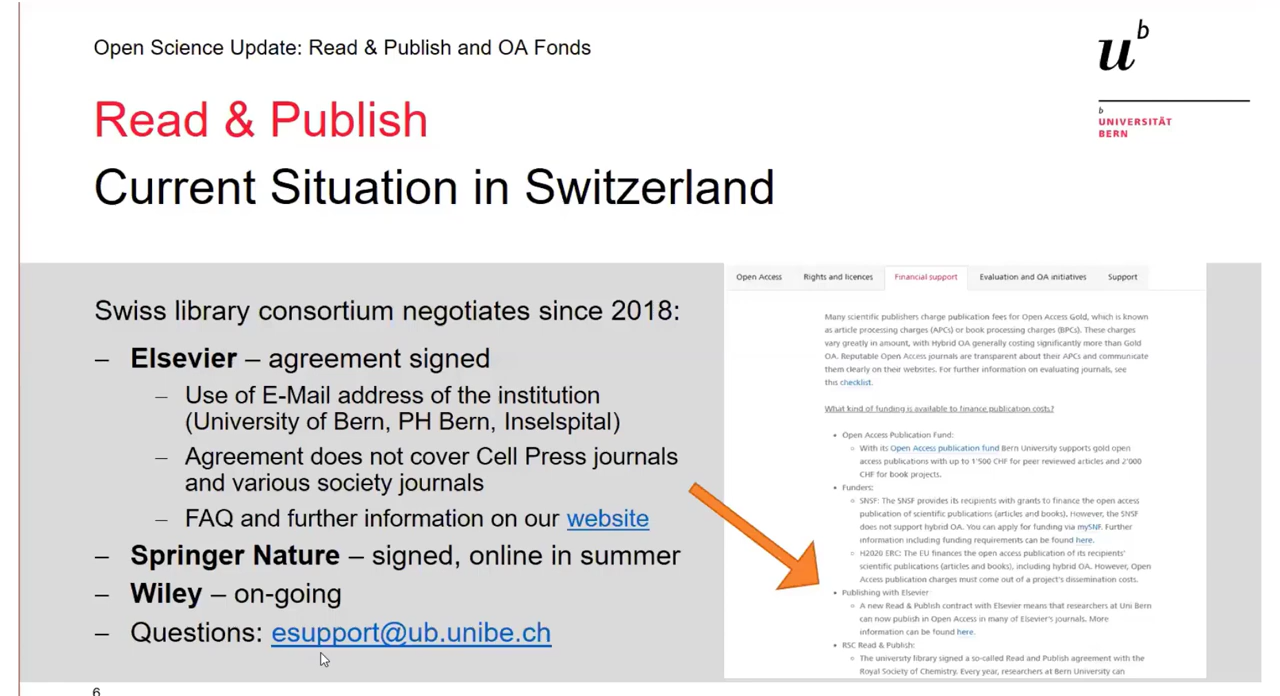 Open Science Update: Read & Publish and OA Fonds
u
b
b
UNIVERSITÄT
BERN
Read & Publish
Current Situation in Switzerland
Swiss library consortium negotiates since 2018:
– Elsevier – agreement signed
– Use of E-Mail address of the institution
(University of Bern, PH Bern, Inselspital)
– Agreement does not cover Cell Press journals
and various society journals
– FAQ and further information on our website
– Springer Nature – signed, online in summer
– Wiley – on-going
– Questions: esupport@ub.unibe.ch
6
Open Access Rights and licences Financial support Evaluation and OA initiatives Support
Many scientific publishers charge publication fees for Open Access Gold, which is known
as article processing charges (APCs) or book processing charges (BPCs). These charges
vary greatly in amount, with Hybrid OA generally costing significantly more than Gold
OA. Reputable Open Access journals are transparent about their APCs and communicate
them clearly on their websites. For further information on evaluating journals, see
this checklist.
What kind of funding is available to finance publication costs?
• Open Access Publication Fund:
With its Open Access publication fund Bern University supports gold open
access publications with up to 1'500 CHF for peer reviewed articles and 2'000
CHF for book projects.
• Funders:
SNSF: The SNSF provides its recipients with grants to finance the open access
publication of scientific publications (articles and books). However, the SNSF
does not support hybrid OA. You can apply for funding via mySNF. Further
information including funding requirements can be found here.
H2020 ERC: The EU finances the open access publication of its recipients'
scientific publications (articles and books), including hybrid OA. However, Open
Access publication charges must come out of a project's dissemination costs.
• Publishing with Elsevier
A new Read & Publish contract with Elsevier means that researchers at Uni Bern
can now publish in Open Access in many of Elsevier's journals. More
information can be found here.
• RSC Read & Publish:
The university library signed a so-called Read and Publish agreement with the
Royal Society of Chemistry. Every year, researchers at Bern University can